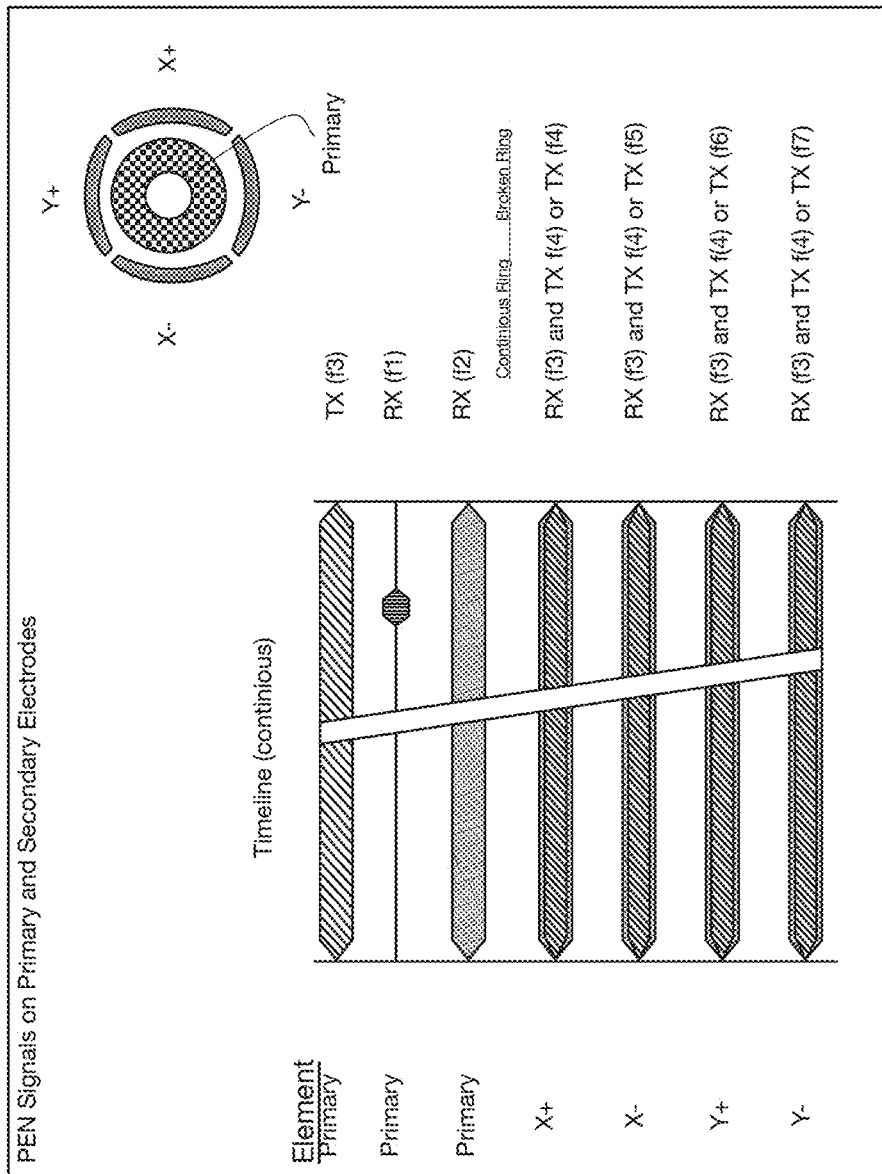 PEN Signals on Primary and Secondary Electrodes
Y+
X- X+
Y-
Primary
Timeline (continious)
Element
Primary TX (f3)
Primary RX (f1)
Primary RX (f2)
Continious Ring ...... Broken Ring
X+ RX (f3) and TX f(4) or TX (f4)
X- RX (f3) and TX f(4) or TX (f5)
Y+ RX (f3) and TX f(4) or TX (f6)
Y- RX (f3) and TX f(4) or TX (f7)